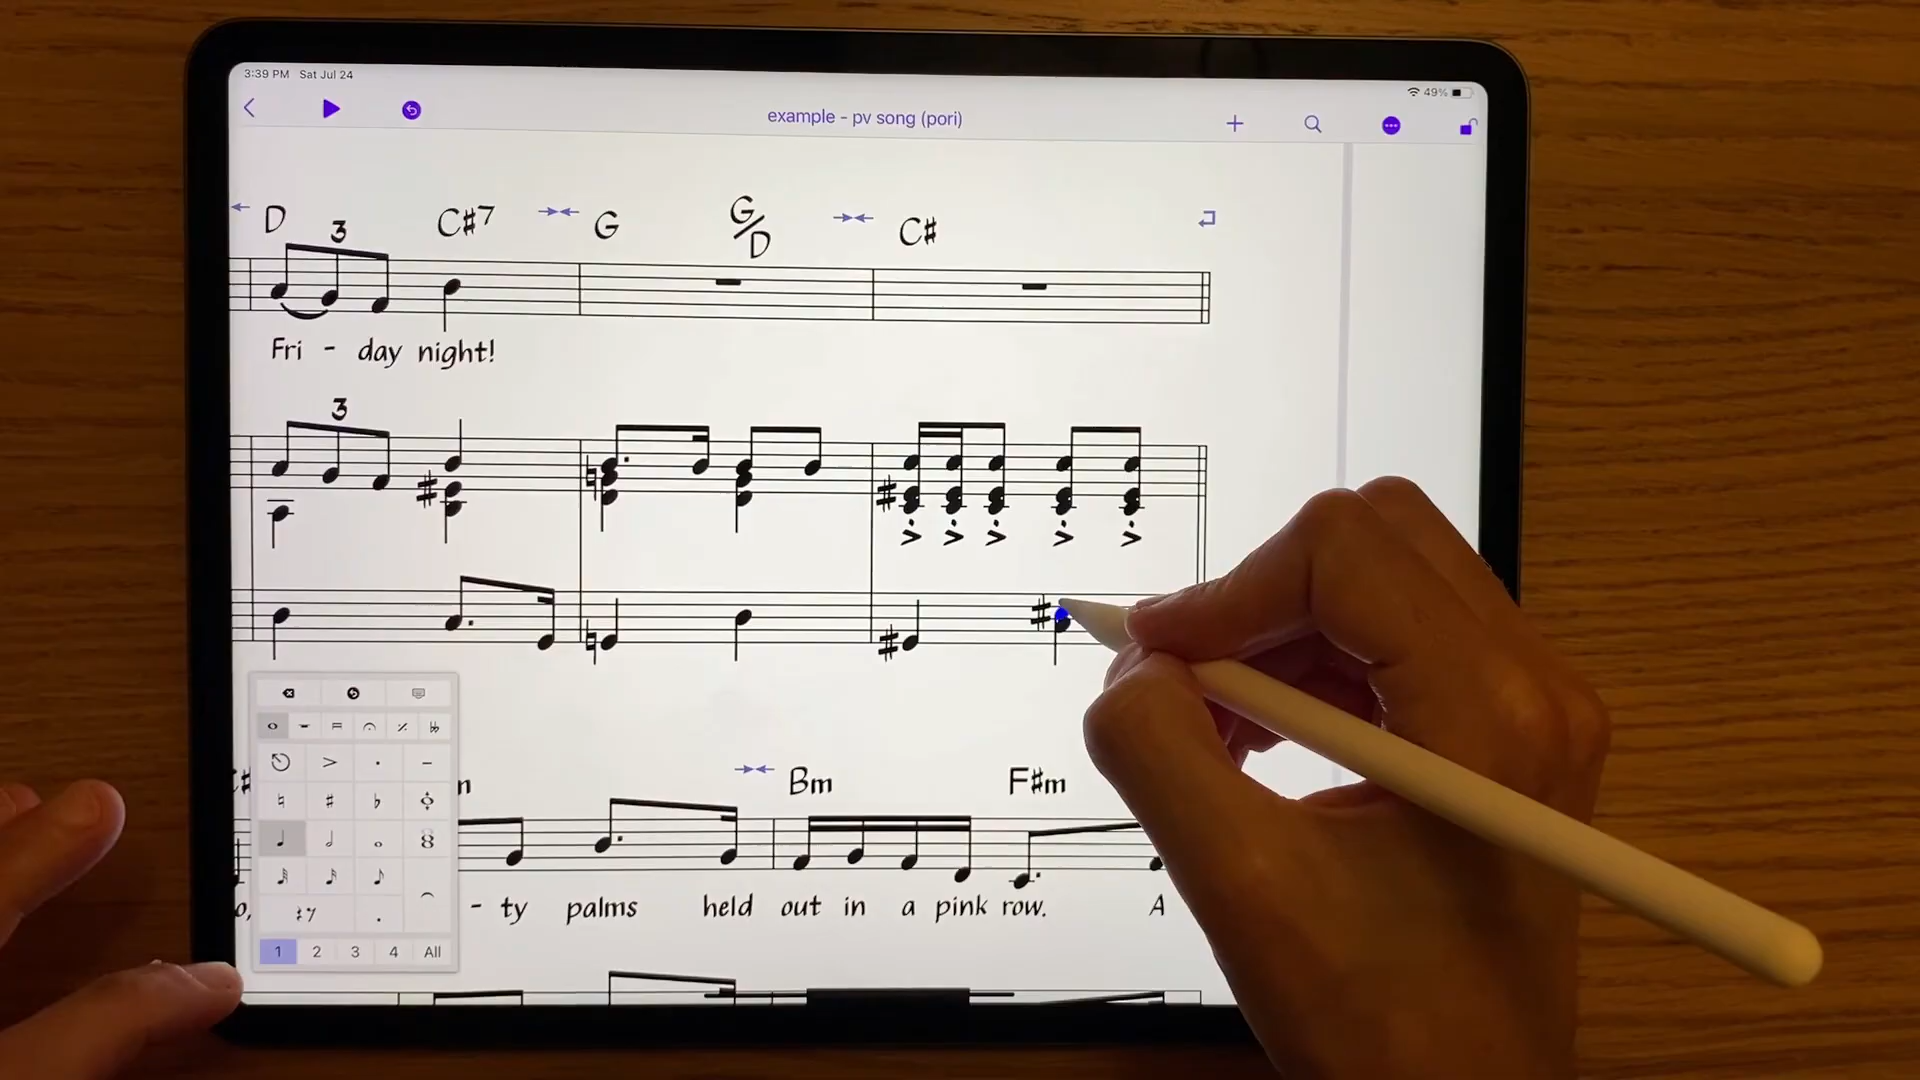 3:39 PM Sat Jul 24
49%
example - pv song (pori)
D C#7 G G/D C#
3
Fri - day night!
3
Bm F#m
- ty palms held out in a pink row. A
1 2 3 4 All